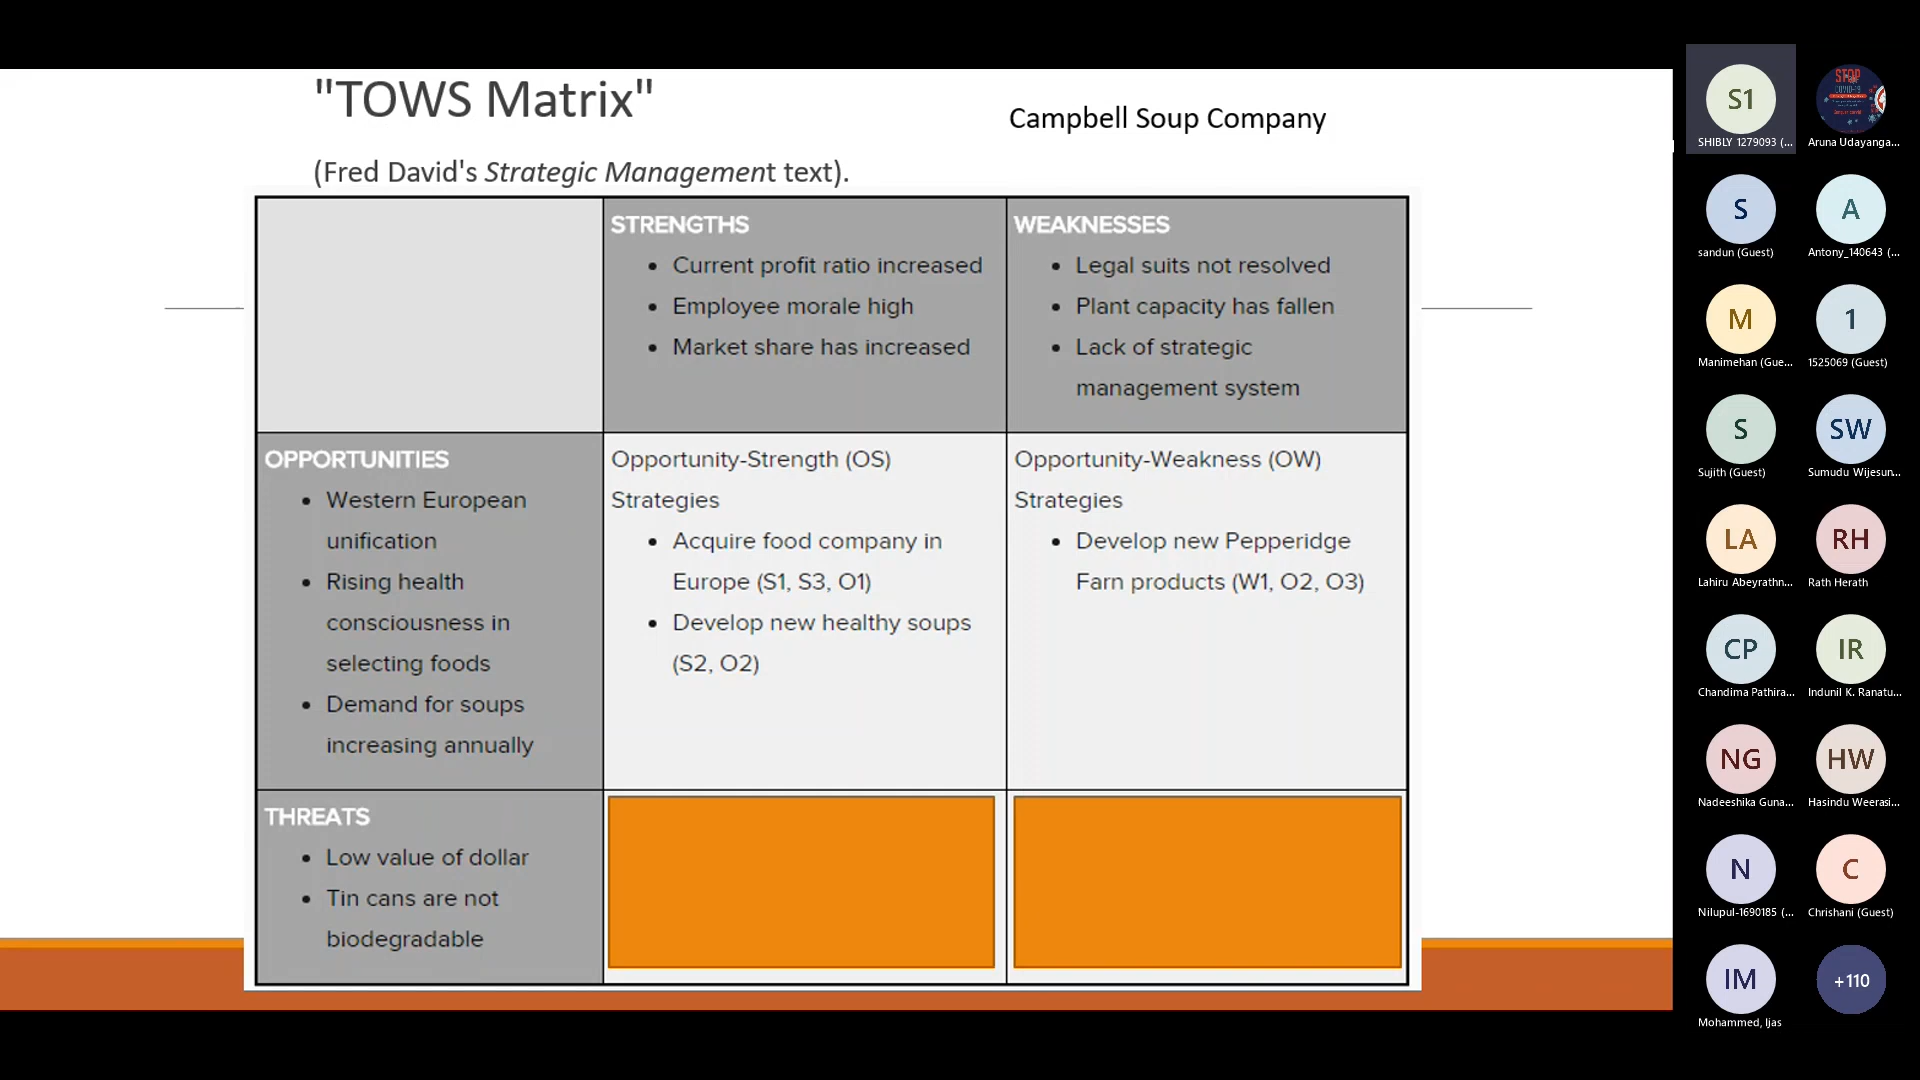 "TOWS Matrix"
Campbell Soup Company
(Fred David's Strategic Management text).
STRENGTHS
• Current profit ratio increased
• Employee morale high
• Market share has increased
WEAKNESSES
• Legal suits not resolved
• Plant capacity has fallen
• Lack of strategic
management system
OPPORTUNITIES
• Western European
unification
• Rising health
consciousness in
selecting foods
• Demand for soups
increasing annually
Opportunity-Strength (OS)
Strategies
• Acquire food company in
Europe (S1, S3, O1)
• Develop new healthy soups
(S2, O2)
Opportunity-Weakness (OW)
Strategies
• Develop new Pepperidge
Farn products (W1, O2, O3)
THREATS
• Low value of dollar
• Tin cans are not
biodegradable
S1
SHIBLY 1279093 (...
STOP
COVID-19
Aruna Udayanga...
S
sandun (Guest)
A
Antony_140643 (...
M
Manimehan (Gue...
1
1525069 (Guest)
S
Sujith (Guest)
SW
Sumudu Wijesun...
LA
Lahiru Abeyrathn...
RH
Rath Herath
CP
Chandima Pathira...
IR
Indunil K. Ranatu...
NG
Nadeeshika Guna...
HW
Hasindu Weerasi...
N
Nilupul-1690185 (...
C
Chrishani (Guest)
IM
Mohammed, Ijas
+110